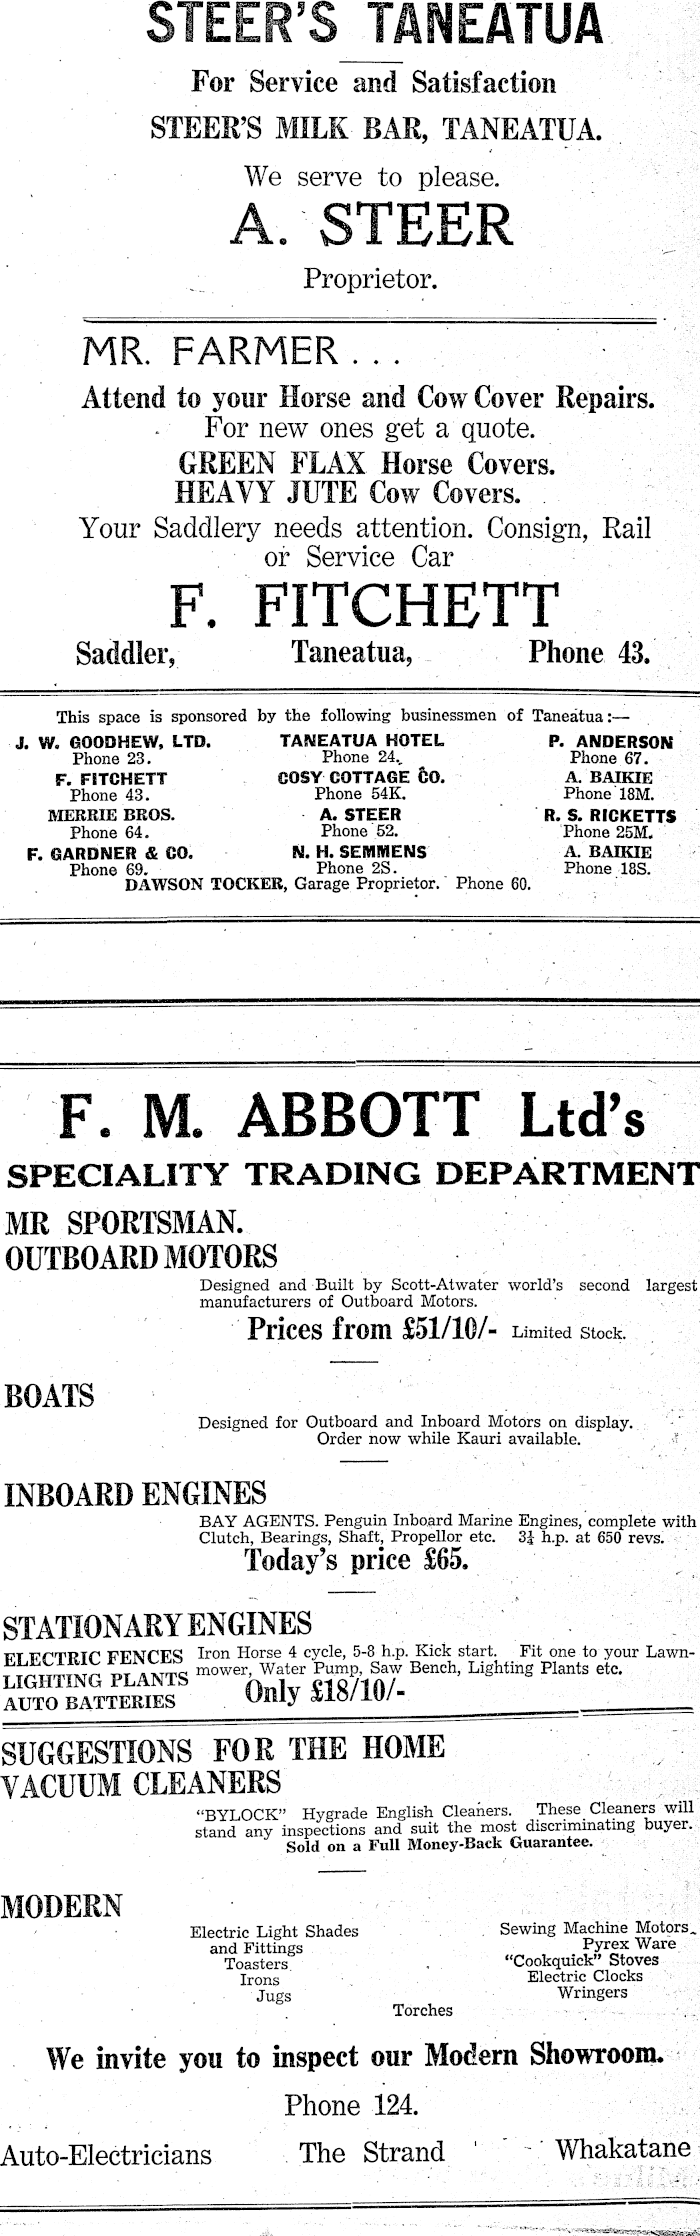 STEER'S TANEATUA
For Service and Satisfaction
STEER'S MILK BAR, TANEATUA.
We serve to please.
A. STEER
Proprietor.
MR. FARMER . . .
Attend to your Horse and Cow Cover Repairs.
For new ones get a quote.
GREEN FLAX Horse Covers.
HEAVY JUTE Cow Covers.
Your Saddlery needs attention. Consign, Rail
or Service Car
F. FITCHETT
Saddler, Taneatua, Phone 43.
This space is sponsored by the following businessmen of Taneatua:—
J. W. GOODHEW, LTD. TANEATUA HOTEL P. ANDERSON
Phone 23. Phone 24. Phone 67.
F. FITCHETT COSY COTTAGE CO. A. BAIKIE
Phone 43. Phone 54K. Phone 18M.
MERRIE BROS. A. STEER R. S. RICKETTS
Phone 64. Phone 52. Phone 25M.
F. GARDNER & CO. N. H. SEMMENS A. BAIKIE
Phone 69. Phone 2S. Phone 18S.
DAWSON TOCKER, Garage Proprietor. Phone 60.
F. M. ABBOTT Ltd's
SPECIALITY TRADING DEPARTMENT
MR SPORTSMAN.
OUTBOARD MOTORS
Designed and Built by Scott-Atwater world's second largest
manufacturers of Outboard Motors.
Prices from £51/10/- Limited Stock.
BOATS
Designed for Outboard and Inboard Motors on display.
Order now while Kauri available.
INBOARD ENGINES
BAY AGENTS. Penguin Inboard Marine Engines, complete with
Clutch, Bearings, Shaft, Propellor etc. 3¼ h.p. at 650 revs.
Today's price £65.
STATIONARY ENGINES
ELECTRIC FENCES
LIGHTING PLANTS
AUTO BATTERIES
Iron Horse 4 cycle, 5-8 h.p. Kick start. Fit one to your Lawn-
mower, Water Pump, Saw Bench, Lighting Plants etc.
Only £18/10/-
SUGGESTIONS FOR THE HOME
VACUUM CLEANERS
"BYLOCK" Hygrade English Cleaners. These Cleaners will
stand any inspections and suit the most discriminating buyer.
Sold on a Full Money-Back Guarantee.
MODERN
Electric Light Shades
and Fittings
Toasters
Irons
Jugs
Sewing Machine Motors
Pyrex Ware
"Cookquick" Stoves
Electric Clocks
Wringers
Torches
We invite you to inspect our Modern Showroom.
Phone 124.
Auto-Electricians The Strand Whakatane